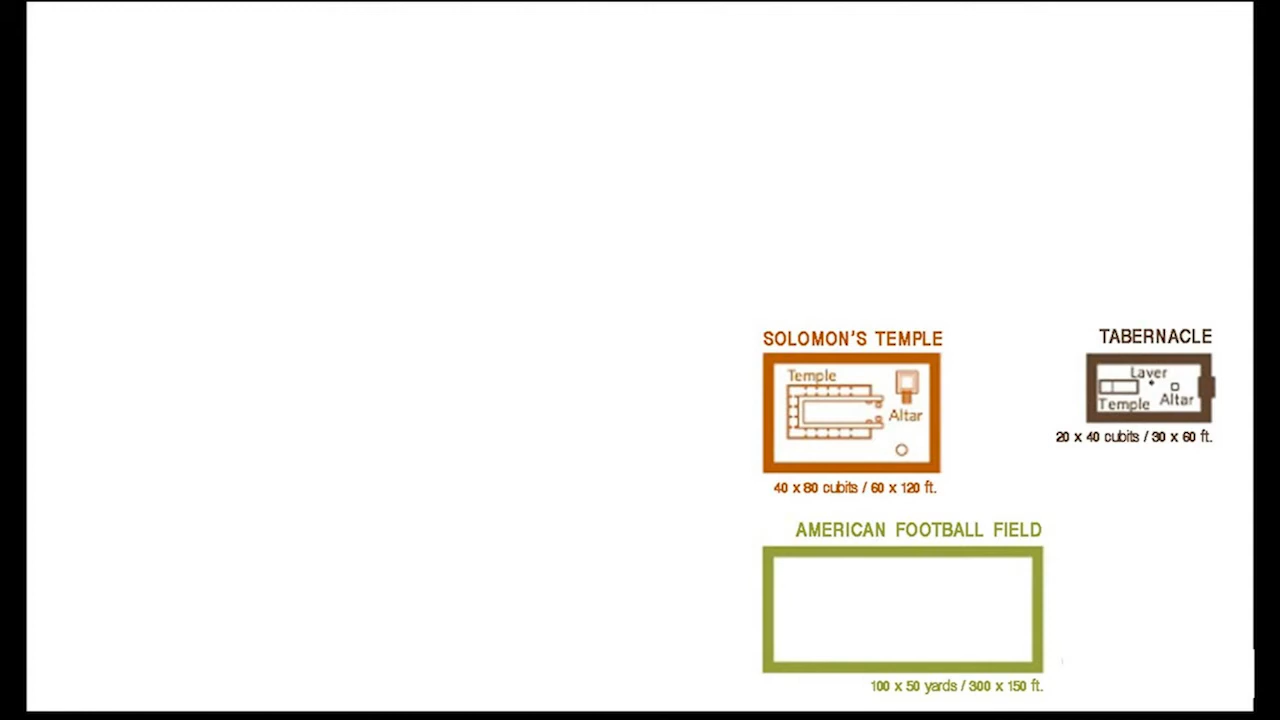 SOLOMON'S TEMPLE
Temple
Altar
40 x 80 cubits / 60 x 120 ft.
TABERNACLE
Laver
Temple Altar
20 x 40 cubits / 30 x 60 ft.
AMERICAN FOOTBALL FIELD
100 x 50 yards / 300 x 150 ft.